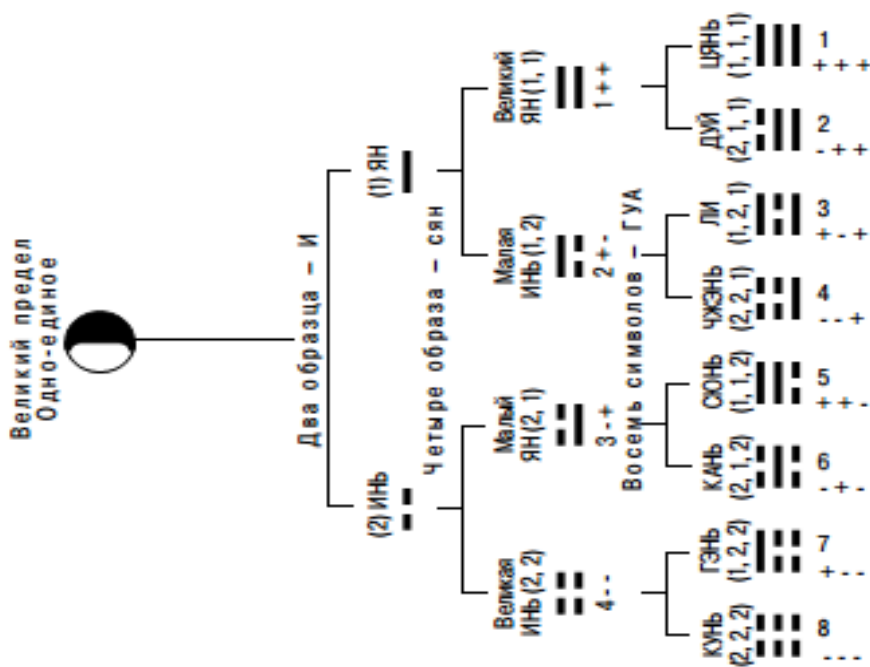 Великий предел
Одно-единое
Два образца – И
(2) ИНЬ
(1) ЯН
Четыре образа – сян
Великая
ИНЬ (2, 2)
4 - -
Малый
ЯН (2, 1)
3 - +
Малая
ИНЬ (1, 2)
2 + -
Великий
ЯН (1, 1)
1 + +
Восемь символов – ГУА
КУНЬ
(2, 2, 2)
8
- - -
ГЭНЬ
(1, 2, 2)
7
+ - -
КАНЬ
(2, 1, 2)
6
- + -
СЮНЬ
(1, 1, 2)
5
+ + -
ЧЖЭНЬ
(2, 2, 1)
4
- - +
ЛИ
(1, 2, 1)
3
+ - +
ДУЙ
(2, 1, 1)
2
- + +
ЦЯНЬ
(1, 1, 1)
1
+ + +